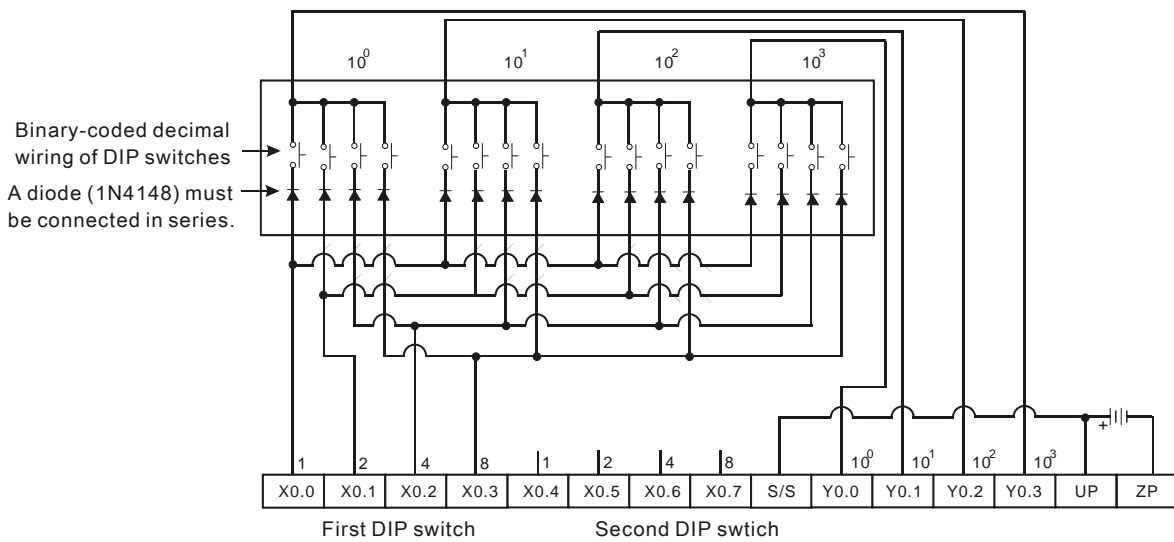 10⁰ 10¹ 10² 10³
Binary-coded decimal
wiring of DIP switches
A diode (1N4148) must
be connected in series.
+
1 2 4 8 1 2 4 8 10⁰ 10¹ 10² 10³
X0.0 X0.1 X0.2 X0.3 X0.4 X0.5 X0.6 X0.7 S/S Y0.0 Y0.1 Y0.2 Y0.3 UP ZP
First DIP switch Second DIP swtich